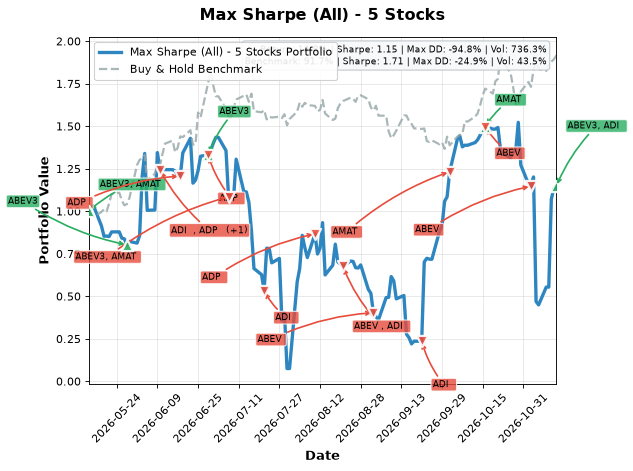 Max Sharpe (All) - 5 Stocks
Max Sharpe (All) - 5 Stocks Portfolio
Buy & Hold Benchmark
Sharpe: 1.15 | Max DD: -94.8% | Vol: 736.3%
Benchmark: 91.7% | Sharpe: 1.71 | Max DD: -24.9% | Vol: 43.5%
Portfolio Value
2.00
1.75
1.50
1.25
1.00
0.75
0.50
0.25
0.00
ABEV3
ADP
ABEV3, AMAT
ABEV3, AMAT
ABEV3
ADP
ADI , ADP (+1)
ADP
ADI
ABEV
AMAT
ABEV , ADI
ABEV
ADI
AMAT
ABEV
ABEV3, ADI
2026-05-24
2026-06-09
2026-06-25
2026-07-11
2026-07-27
2026-08-12
2026-08-28
2026-09-13
2026-09-29
2026-10-15
2026-10-31
Date